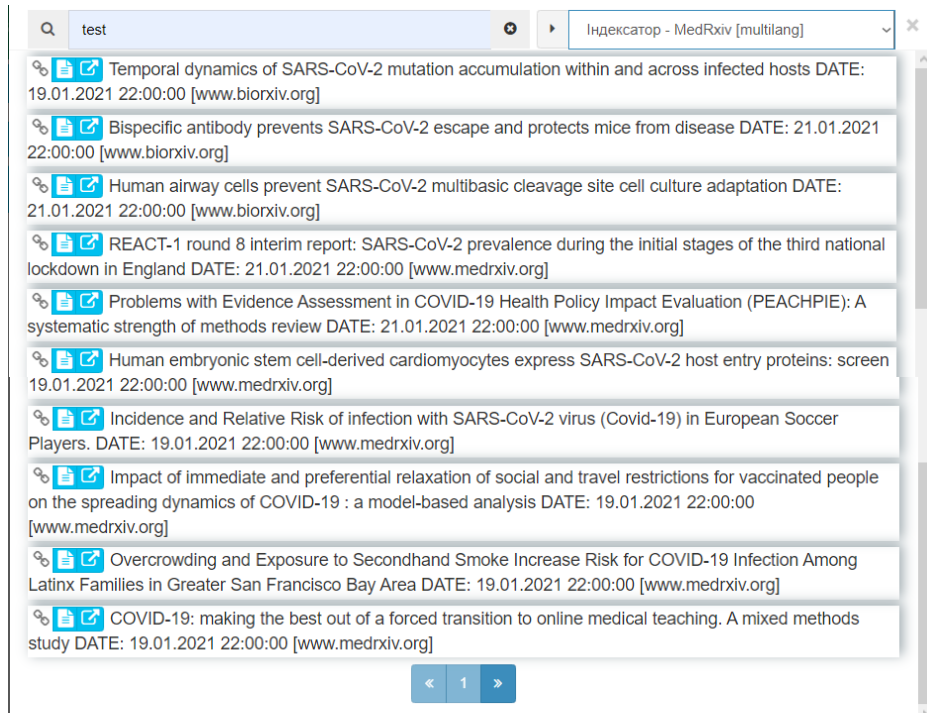 test
Індексатор - MedRxiv [multilang]
Temporal dynamics of SARS-CoV-2 mutation accumulation within and across infected hosts DATE:
19.01.2021 22:00:00 [www.biorxiv.org]
Bispecific antibody prevents SARS-CoV-2 escape and protects mice from disease DATE: 21.01.2021
22:00:00 [www.biorxiv.org]
Human airway cells prevent SARS-CoV-2 multibasic cleavage site cell culture adaptation DATE:
21.01.2021 22:00:00 [www.biorxiv.org]
REACT-1 round 8 interim report: SARS-CoV-2 prevalence during the initial stages of the third national
lockdown in England DATE: 21.01.2021 22:00:00 [www.medrxiv.org]
Problems with Evidence Assessment in COVID-19 Health Policy Impact Evaluation (PEACHPIE): A
systematic strength of methods review DATE: 21.01.2021 22:00:00 [www.medrxiv.org]
Human embryonic stem cell-derived cardiomyocytes express SARS-CoV-2 host entry proteins: screen
19.01.2021 22:00:00 [www.medrxiv.org]
Incidence and Relative Risk of infection with SARS-CoV-2 virus (Covid-19) in European Soccer
Players. DATE: 19.01.2021 22:00:00 [www.medrxiv.org]
Impact of immediate and preferential relaxation of social and travel restrictions for vaccinated people
on the spreading dynamics of COVID-19 : a model-based analysis DATE: 19.01.2021 22:00:00
[www.medrxiv.org]
Overcrowding and Exposure to Secondhand Smoke Increase Risk for COVID-19 Infection Among
Latinx Families in Greater San Francisco Bay Area DATE: 19.01.2021 22:00:00 [www.medrxiv.org]
COVID-19: making the best out of a forced transition to online medical teaching. A mixed methods
study DATE: 19.01.2021 22:00:00 [www.medrxiv.org]
« 1 »